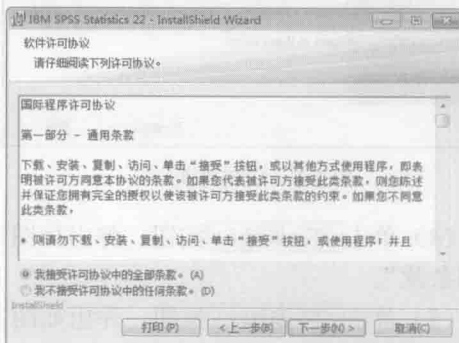 IBM SPSS Statistics 22 - InstallShield Wizard
软件许可协议
请仔细阅读下列许可协议。
国际程序许可协议
第一部分 - 通用条款
下载、安装、复制、访问、单击“接受”按钮，或以其他方式使用程序，即表
明被许可方同意本协议的条款。如果您代表被许可方接受此类条款，则您陈述
并保证您拥有完全的授权以使该被许可方接受此类条款的约束。如果您不同意
此类条款，
* 则请勿下载、安装、复制、访问、单击“接受”按钮，或使用程序；并且
我接受许可协议中的全部条款。(A)
我不接受许可协议中的任何条款。(D)
InstallShield
打印(P) <上一步(B) 下一步(N)> 取消(C)